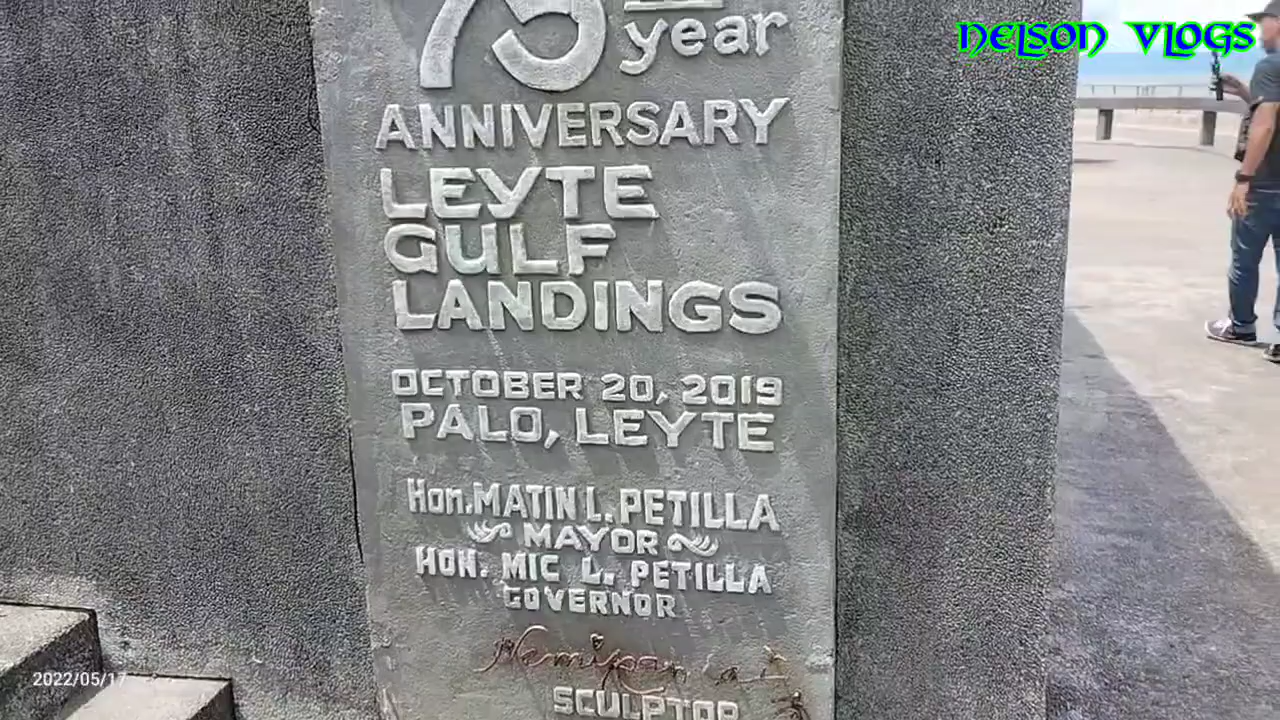 NELSON VLOGS
75TH
year
ANNIVERSARY
LEYTE
GULF
LANDINGS
OCTOBER 20, 2019
PALO, LEYTE
Hon. MATIN L. PETILLA
MAYOR
HON. MIC L. PETILLA
GOVERNOR
SCULPTOR
2022/05/17